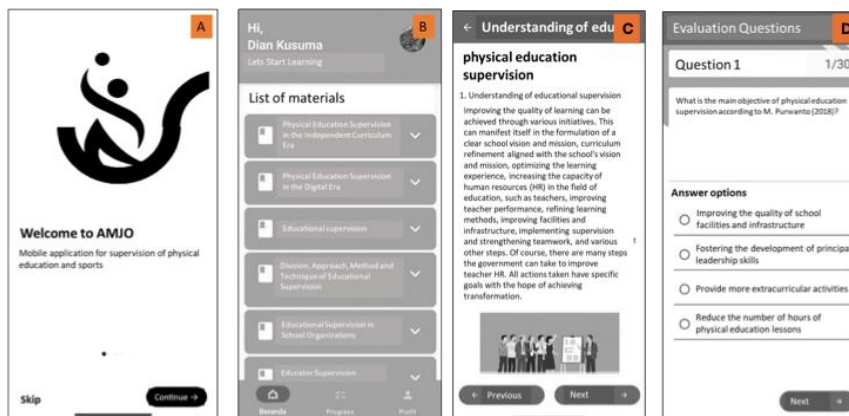 A
Welcome to AMJO
Mobile application for supervision of physical
education and sports
Skip
Continue →
B
Hi,
Dian Kusuma
Lets Start Learning
List of materials
Physical Education Supervision
in the Independent Curriculum
Era
Physical Education Supervision
in the Digital Era
Educational supervision
Division, Approach, Method and
Technique of Educational
Supervision
Educational Supervision in
School Organizations
Educator Supervision
Beranda
Progress
Profil
C
← Understanding of edu
physical education
supervision
1. Understanding of educational supervision
Improving the quality of learning can be
achieved through various initiatives. This
can manifest itself in the formulation of a
clear school vision and mission, curriculum
refinement aligned with the school's vision
and mission, optimizing the learning
experience, increasing the capacity of
human resources (HR) in the field of
education, such as teachers, improving
teacher performance, refining learning
methods, improving facilities and
infrastructure, implementing supervision
and strengthening teamwork, and various t
other steps. Of course, there are many steps
the government can take to improve
teacher HR. All actions taken have specific
goals with the hope of achieving
transformation.
← Previous
Next →
D
Evaluation Questions
Question 1
1/30
What is the main objective of physical education
supervision according to M. Purwanto (2018)?
Answer options
Improving the quality of school
facilities and infrastructure
Fostering the development of principa
leadership skills
Provide more extracurricular activities
Reduce the number of hours of
physical education lessons
Next →